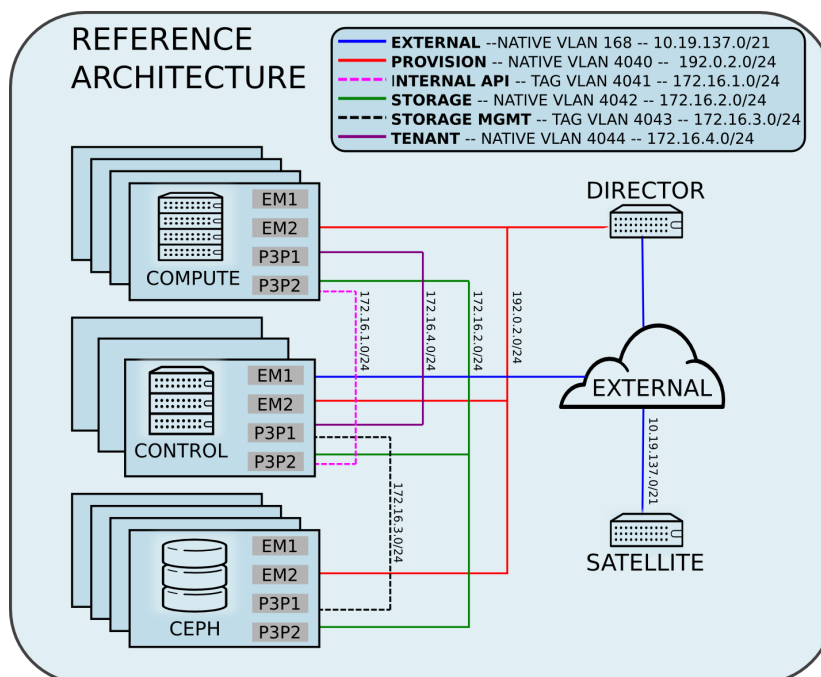 REFERENCE
ARCHITECTURE
EXTERNAL --NATIVE VLAN 168 -- 10.19.137.0/21
PROVISION -- NATIVE VLAN 4040 -- 192.0.2.0/24
INTERNAL API -- TAG VLAN 4041 -- 172.16.1.0/24
STORAGE -- NATIVE VLAN 4042 -- 172.16.2.0/24
STORAGE MGMT -- TAG VLAN 4043 -- 172.16.3.0/24
TENANT -- NATIVE VLAN 4044 -- 172.16.4.0/24
EM1
EM2
P3P1
P3P2
COMPUTE
DIRECTOR
172.16.1.0/24
172.16.4.0/24
172.16.2.0/24
192.0.2.0/24
EM1
EM2
P3P1
P3P2
CONTROL
EXTERNAL
10.19.137.0/21
172.16.3.0/24
SATELLITE
EM1
EM2
P3P1
P3P2
CEPH